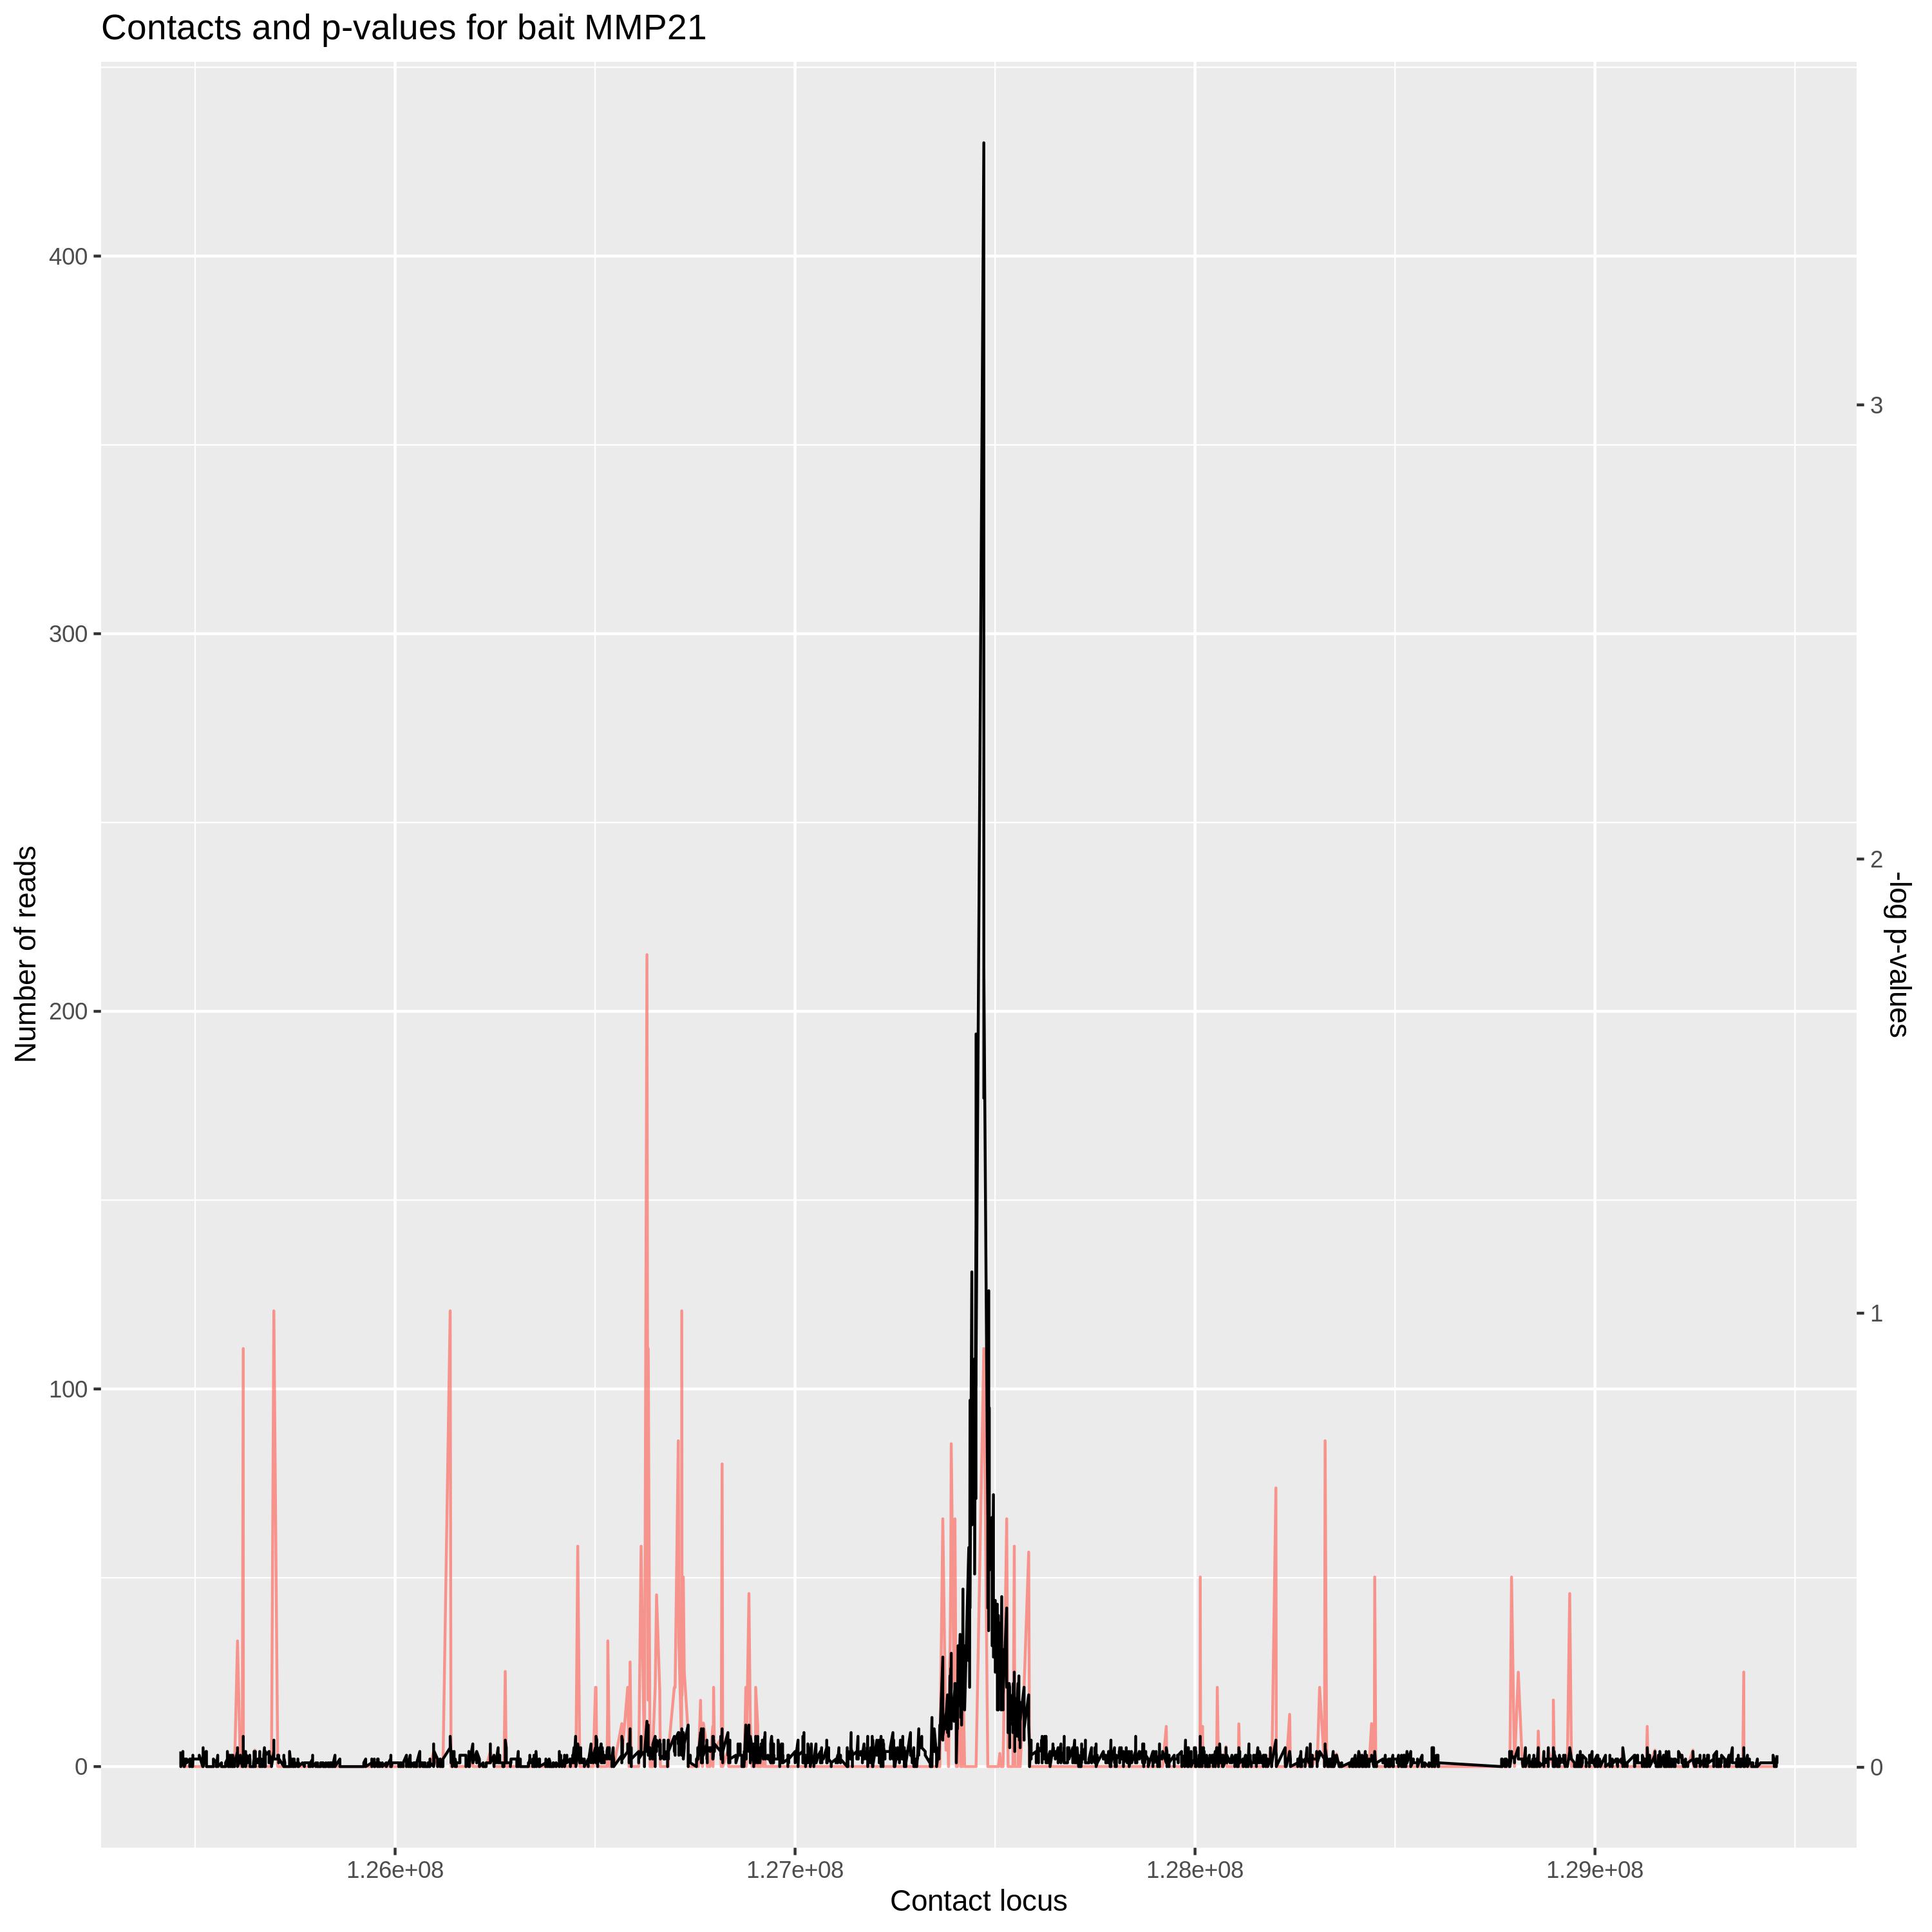 Contacts and p-values for bait MMP21
Number of reads
400
300
200
100
0
3
2
1
0
-log p-values
1.26e+08
1.27e+08
1.28e+08
1.29e+08
Contact locus